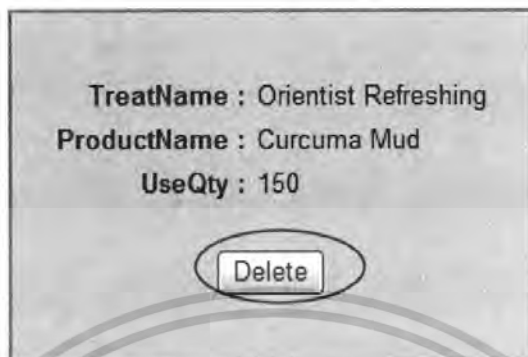 TreatName : Orientist Refreshing
ProductName : Curcuma Mud
UseQty : 150
Delete